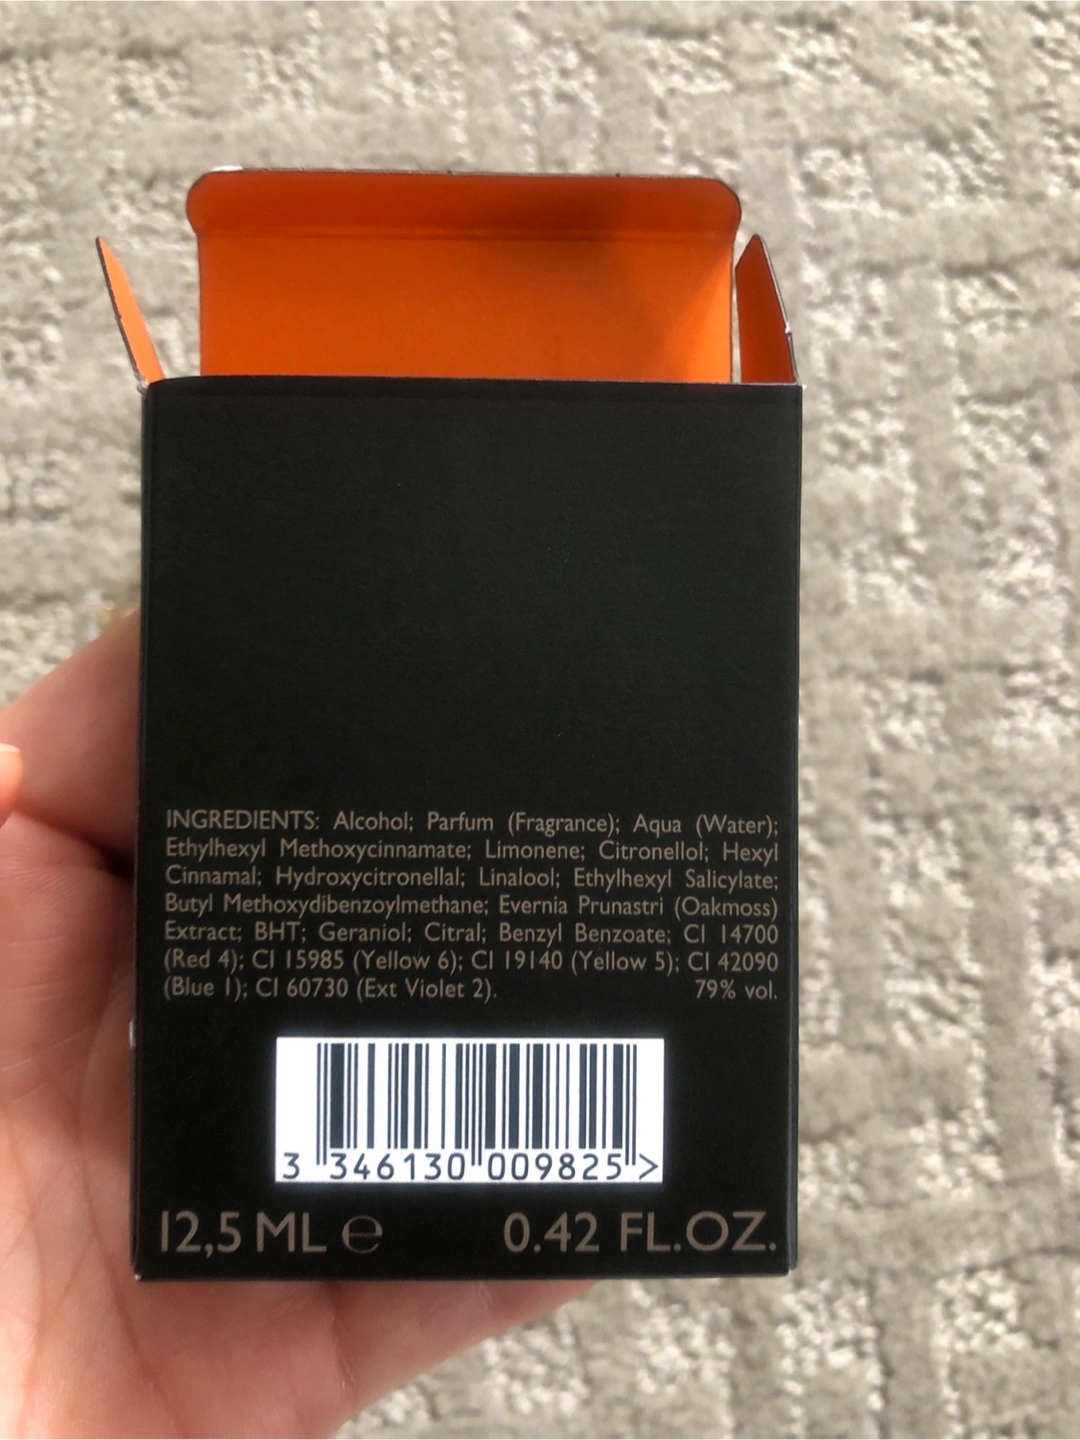 INGREDIENTS: Alcohol; Parfum (Fragrance); Aqua (Water);
Ethylhexyl Methoxycinnamate; Limonene; Citronellol; Hexyl
Cinnamal; Hydroxycitronellal; Linalool; Ethylhexyl Salicylate;
Butyl Methoxydibenzoylmethane; Evernia Prunastri (Oakmoss)
Extract; BHT; Geraniol; Citral; Benzyl Benzoate; CI 14700
(Red 4); CI 15985 (Yellow 6); CI 19140 (Yellow 5); CI 42090
(Blue 1); CI 60730 (Ext Violet 2). 79% vol.
3 346130 009825 >
12,5 ML ℮ 0.42 FL.OZ.